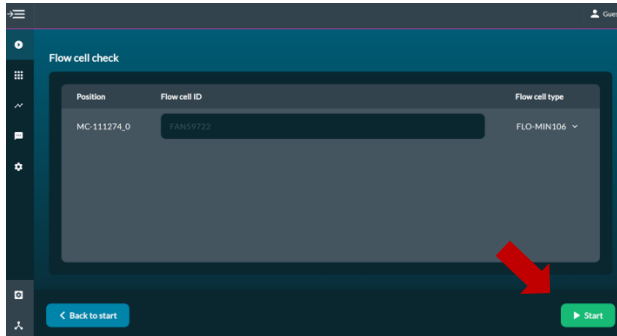 Gues
Flow cell check
Position Flow cell ID Flow cell type
MC-111274_0 FAN59722 FLO-MIN106
Back to start Start